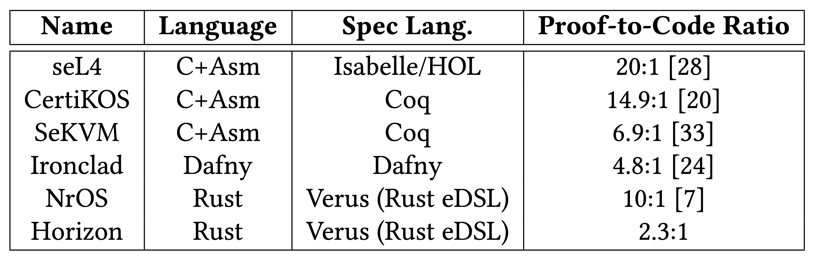 Name Language Spec Lang. Proof-to-Code Ratio
seL4 C+Asm Isabelle/HOL 20:1 [28]
CertiKOS C+Asm Coq 14.9:1 [20]
SeKVM C+Asm Coq 6.9:1 [33]
Ironclad Dafny Dafny 4.8:1 [24]
NrOS Rust Verus (Rust eDSL) 10:1 [7]
Horizon Rust Verus (Rust eDSL) 2.3:1